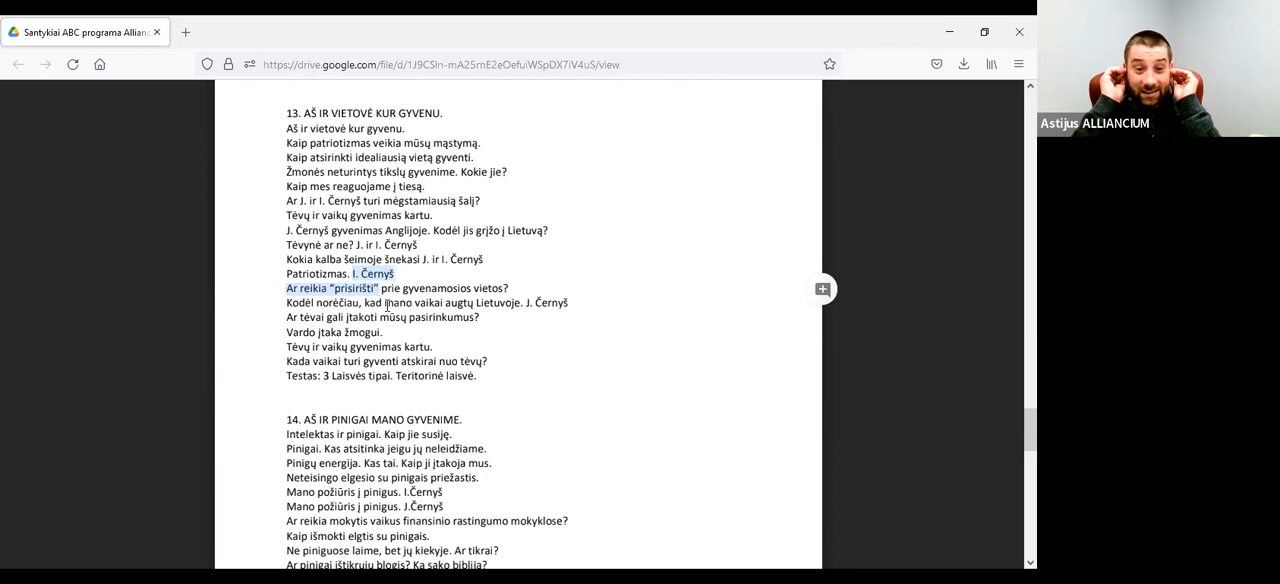 Santykiai ABC programa Allianc
https://drive.google.com/file/d/1J9CSln-mA25rnE2eOefuiWSpDX7iV4uS/view
Astijus ALLIANCIUM
13. AŠ IR VIETOVĖ KUR GYVENU.
Aš ir vietovė kur gyvenu.
Kaip patriotizmas veikia mūsų mąstymą.
Kaip atsirinkti idealiausią vietą gyventi.
Žmonės neturintys tikslų gyvenime. Kokie jie?
Kaip mes reaguojame į tiesą.
Ar J. ir I. Černyš turi mėgstamiausią šalį?
Tėvų ir vaikų gyvenimas kartu.
J. Černyš gyvenimas Anglijoje. Kodėl jis grįžo į Lietuvą?
Tėvynė ar ne? J. ir I. Černyš
Kokia kalba šeimoje šnekasi J. ir I. Černyš
Patriotizmas. I. Černyš
Ar reikia “prisirišti” prie gyvenamosios vietos?
Kodėl norėčiau, kad mano vaikai augtų Lietuvoje. J. Černyš
Ar tėvai gali įtakoti mūsų pasirinkumus?
Vardo įtaka žmogui.
Tėvų ir vaikų gyvenimas kartu.
Kada vaikai turi gyventi atskirai nuo tėvų?
Testas: 3 Laisvės tipai. Teritorinė laisvė.
14. AŠ IR PINIGAI MANO GYVENIME.
Intelektas ir pinigai. Kaip jie susiję.
Pinigai. Kas atsitinka jeigu jų neleidžiame.
Pinigų energija. Kas tai. Kaip ji įtakoja mus.
Neteisingo elgesio su pinigais priežastis.
Mano požiūris į pinigus. I.Černyš
Mano požiūris į pinigus. J.Černyš
Ar reikia mokytis vaikus finansinio rastingumo mokyklose?
Kaip išmokti elgtis su pinigais.
Ne piniguose laime, bet jų kiekyje. Ar tikrai?
Ar pinigai ištikrujų blogis? Ką sako biblija?